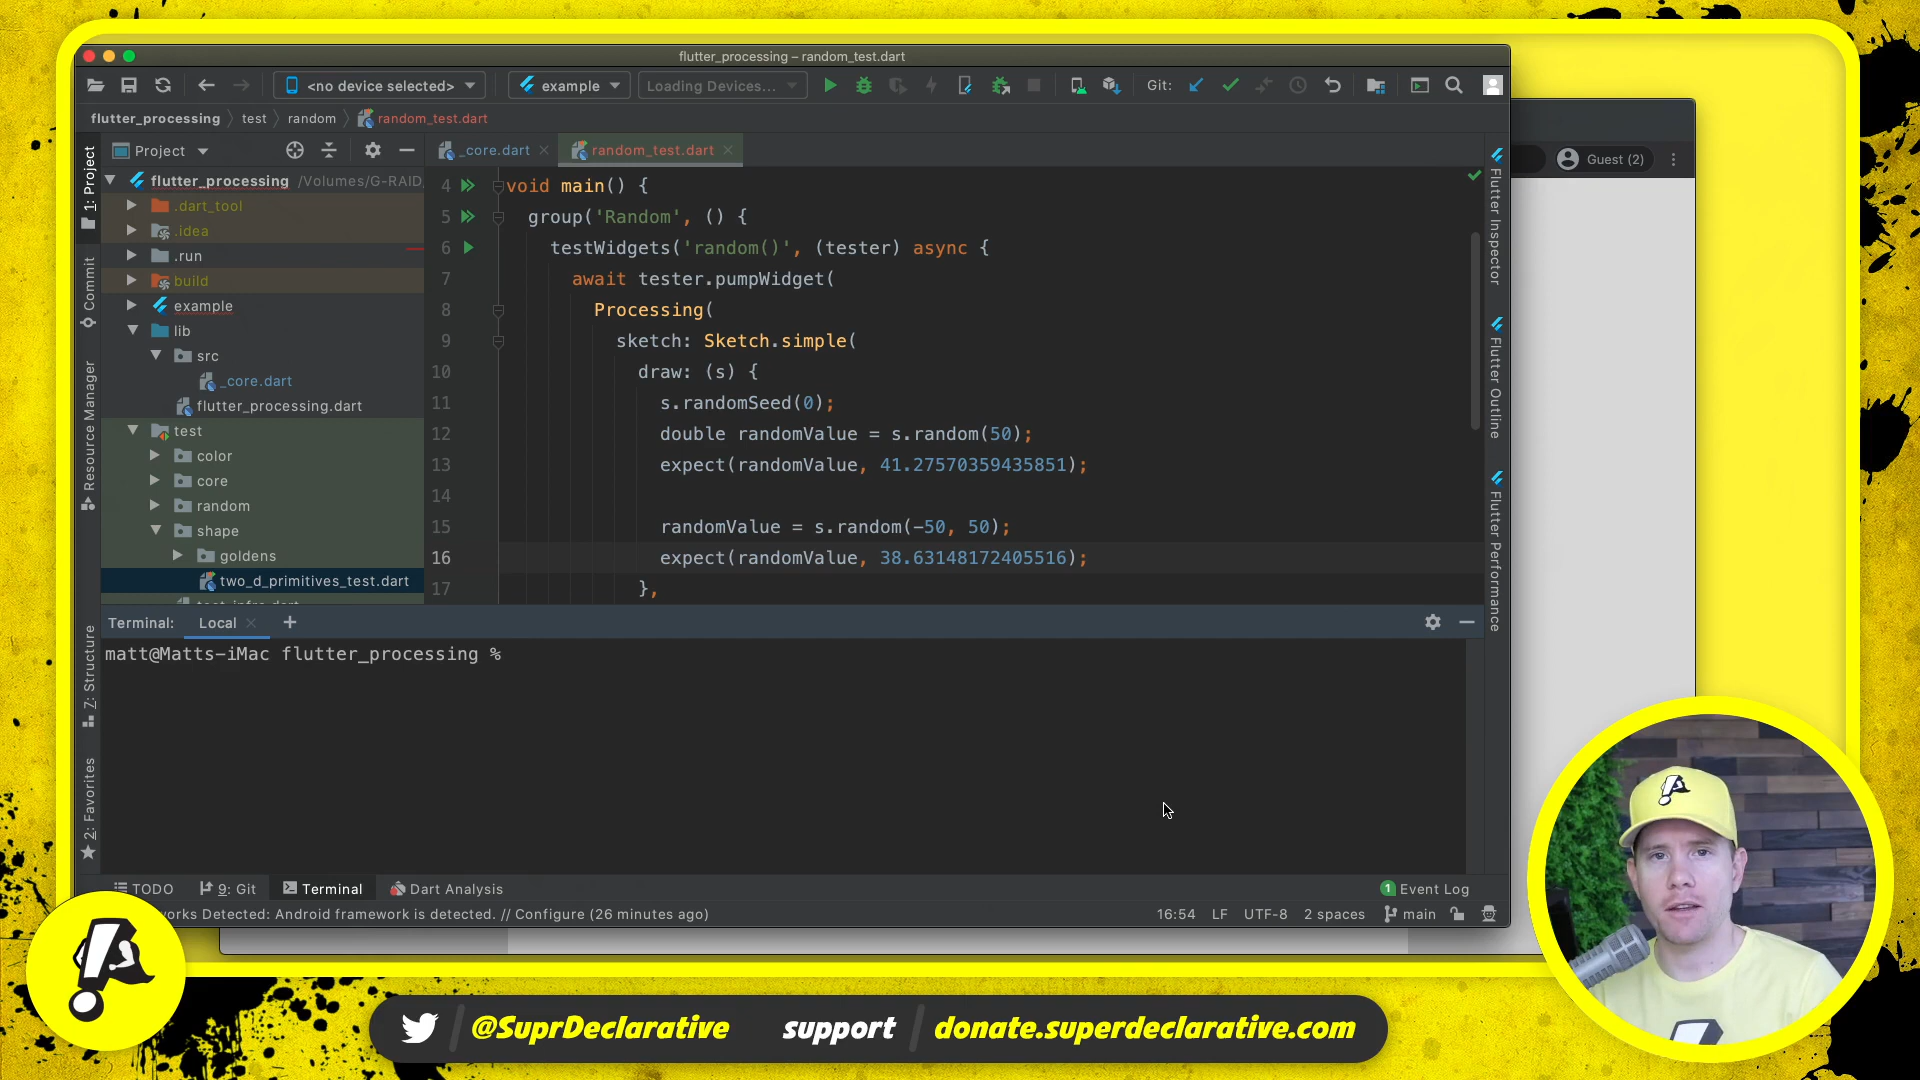 flutter_processing – random_test.dart
<no device selected>
example
Loading Devices...
Git:
flutter_processing
test
random
random_test.dart
Guest (2)
1: Project
Commit
Resource Manager
7: Structure
2: Favorites
Project
_core.dart
random_test.dart
flutter_processing /Volumes/G-RAID
.dart_tool
.idea
.run
build
example
lib
src
_core.dart
flutter_processing.dart
test
color
core
random
shape
goldens
two_d_primitives_test.dart
4 void main() {
5 group('Random', () {
6 testWidgets('random()', (tester) async {
7 await tester.pumpWidget(
8 Processing(
9 sketch: Sketch.simple(
10 draw: (s) {
11 s.randomSeed(0);
12 double randomValue = s.random(50);
13 expect(randomValue, 41.27570359435851);
14
15 randomValue = s.random(-50, 50);
16 expect(randomValue, 38.63148172405516);
17 },
Flutter Inspector
Flutter Outline
Flutter Performance
Terminal: Local
matt@Matts-iMac flutter_processing %
TODO
9: Git
Terminal
Dart Analysis
1 Event Log
works Detected: Android framework is detected. // Configure (26 minutes ago)
16:54 LF UTF-8 2 spaces main
@SuprDeclarative support donate.superdeclarative.com